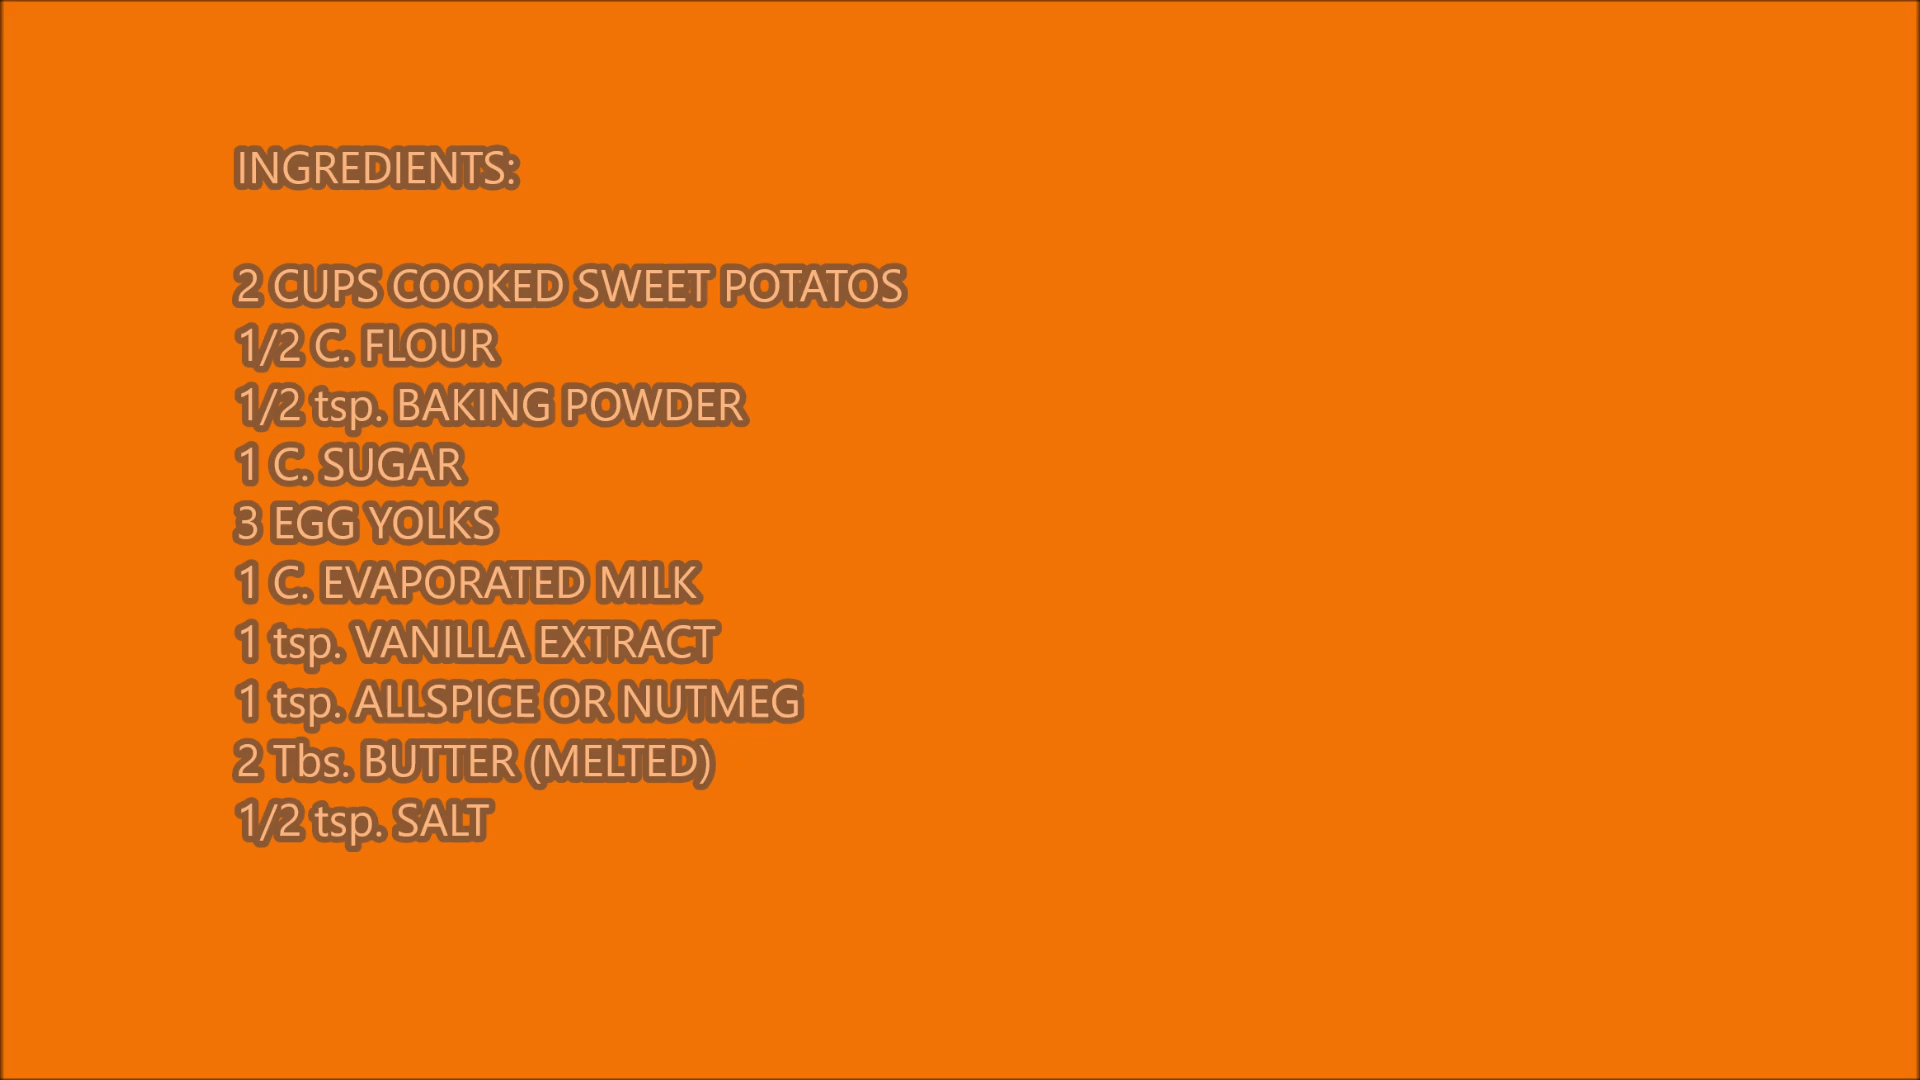 INGREDIENTS:
2 CUPS COOKED SWEET POTATOS
1/2 C. FLOUR
1/2 tsp. BAKING POWDER
1 C. SUGAR
3 EGG YOLKS
1 C. EVAPORATED MILK
1 tsp. VANILLA EXTRACT
1 tsp. ALLSPICE OR NUTMEG
2 Tbs. BUTTER (MELTED)
1/2 tsp. SALT